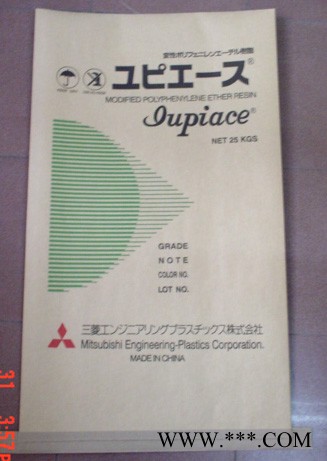 変性ポリフェニレンエーテル樹脂
ユピエース®
MODIFIED POLYPHENYLENE ETHER RESIN
Iupiace®
NET 25 KGS
GRADE
NOTE
COLOR NO.
LOT NO.
三菱エンジニアリングプラスチックス株式会社
Mitsubishi Engineering-Plastics Corporation.
MADE IN CHINA
31 3:57P
www.***.COM